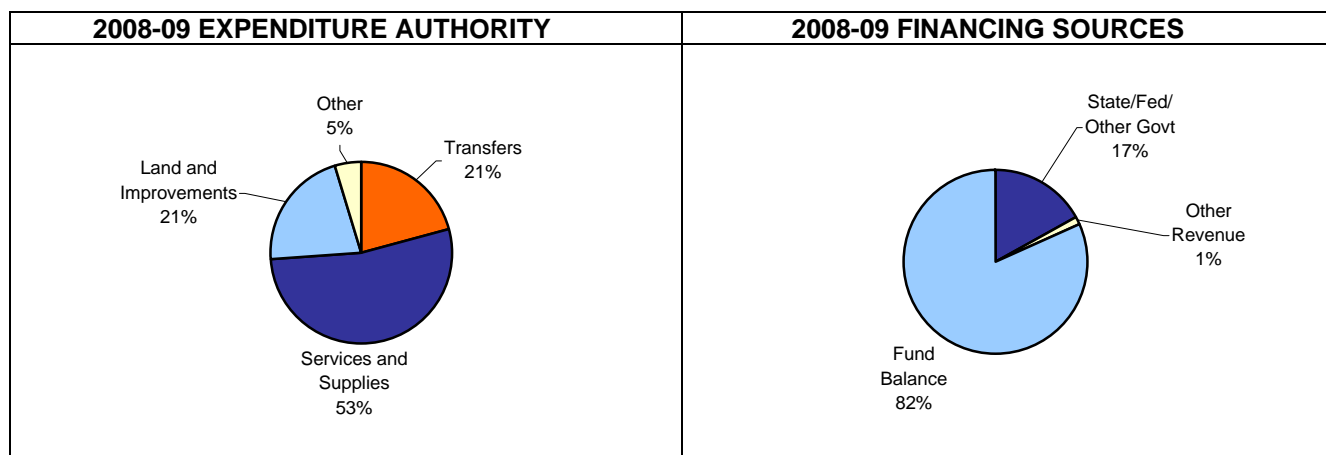 2008-09 EXPENDITURE AUTHORITY
Other
5%
Transfers
21%
Land and
Improvements
21%
Services and
Supplies
53%
2008-09 FINANCING SOURCES
State/Fed/
Other Govt
17%
Other
Revenue
1%
Fund
Balance
82%